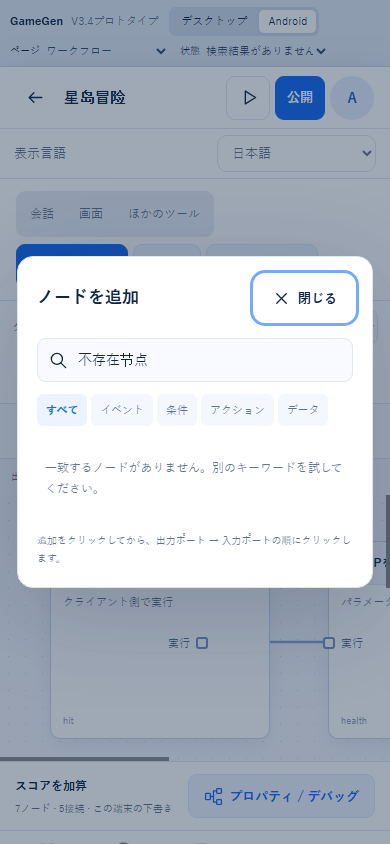 GameGen V3.4プロトタイプ デスクトップ Android
ページ ワークフロー 状態 検索結果がありません
星岛冒险 公開 A
表示言語 日本語
会話 画面 ほかのツール
ノードを追加 閉じる
不存在节点
すべて イベント 条件 アクション データ
一致するノードがありません。別のキーワードを試して
ください。
追加をクリックしてから、出力ポート → 入力ポートの順にクリックし
ます。
クライアント側で実行
実行 実行
hit health
スコアを加算
7ノード · 5接続 · この端末の下書き
プロパティ / デバッグ